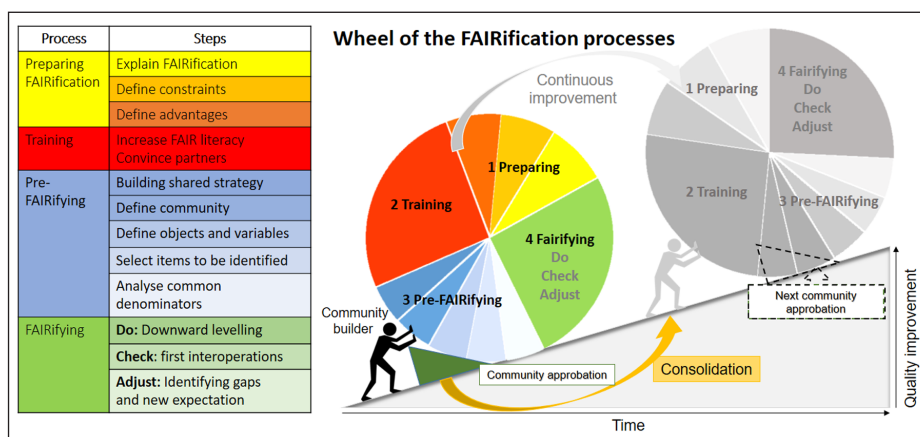 Process Steps
Preparing
FAIRification
Explain FAIRification
Define constraints
Define advantages
Training
Increase FAIR literacy
Convince partners
Pre-
FAIRifying
Building shared strategy
Define community
Define objects and variables
Select items to be identified
Analyse common
denominators
FAIRifying
Do: Downward levelling
Check: first interoperations
Adjust: Identifying gaps
and new expectation
Wheel of the FAIRification processes
Continuous
improvement
1 Preparing
2 Training
3 Pre-FAIRifying
4 Fairifying
Do
Check
Adjust
Community
builder
Community approbation
Consolidation
1 Preparing
4 Fairifying
Do
Check
Adjust
2 Training
3 Pre-FAIRifying
Next community
approbation
Time
Quality improvement